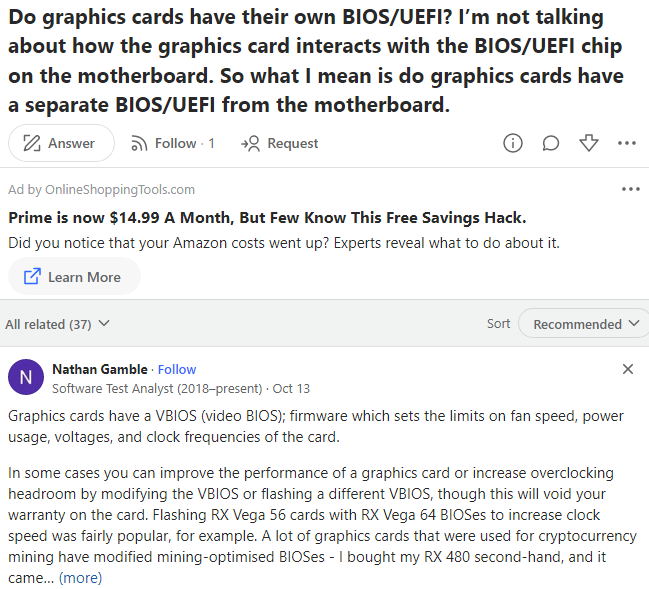 Do graphics cards have their own BIOS/UEFI? I’m not talking
about how the graphics card interacts with the BIOS/UEFI chip
on the motherboard. So what I mean is do graphics cards have
a separate BIOS/UEFI from the motherboard.
Answer Follow · 1 Request
Ad by OnlineShoppingTools.com
Prime is now $14.99 A Month, But Few Know This Free Savings Hack.
Did you notice that your Amazon costs went up? Experts reveal what to do about it.
Learn More
All related (37) Sort Recommended
N
Nathan Gamble · Follow
Software Test Analyst (2018–present) · Oct 13
Graphics cards have a VBIOS (video BIOS); firmware which sets the limits on fan speed, power
usage, voltages, and clock frequencies of the card.
In some cases you can improve the performance of a graphics card or increase overclocking
headroom by modifying the VBIOS or flashing a different VBIOS, though this will void your
warranty on the card. Flashing RX Vega 56 cards with RX Vega 64 BIOSes to increase clock
speed was fairly popular, for example. A lot of graphics cards that were used for cryptocurrency
mining have modified mining-optimised BIOSes - I bought my RX 480 second-hand, and it
came... (more)